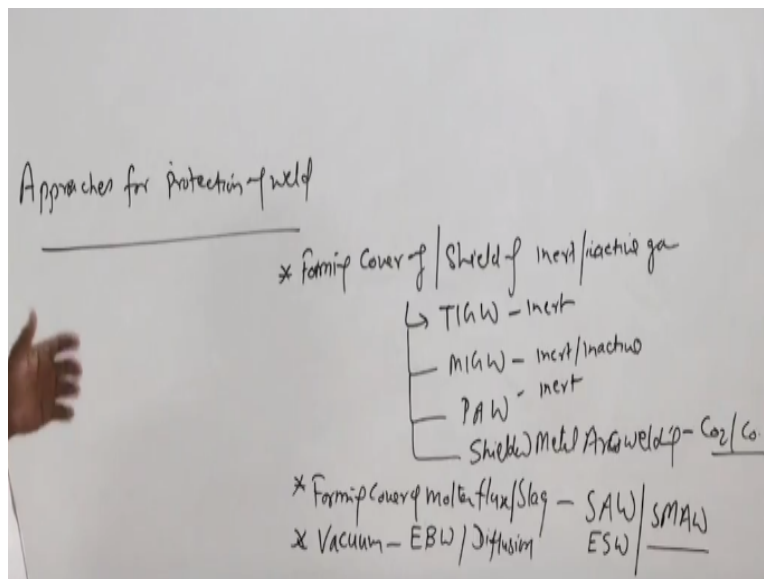 Approaches for protection of weld
* Forming Cover of / Shield of inert/inactive ga
↳ TIGW - inert
MIGW - inert/inactive
PAW - inert
Shielded Metal Arc welding - CO2/CO
* Forming Cover of molten flux/Slag - SAW/SMAW
ESW
* Vacuum - EBW / Diffusion